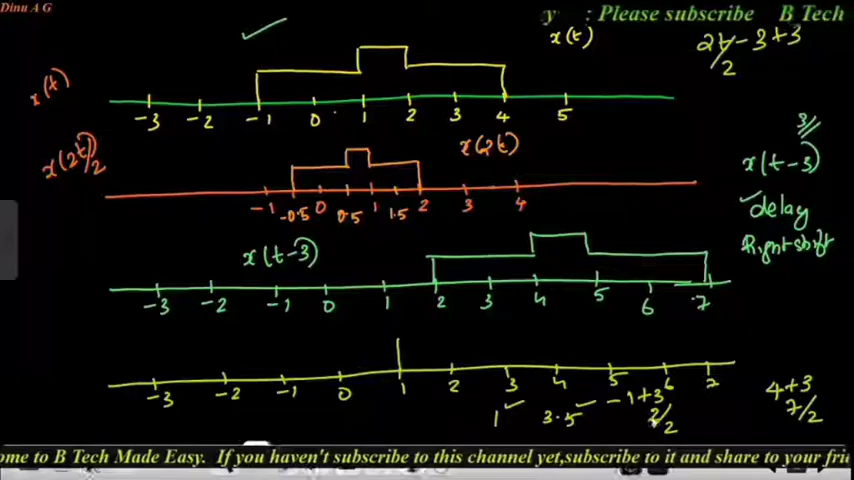 Dinu A G
y : Please subscribe B Tech
x(t)
2t - 3 + 3
2
x(t)
-3 -2 -1 0 1 2 3 4 5
3
x(2t)/2
x(2t)
x(t-3)
-1 -0.5 0 0.5 1 1.5 2 3 4
delay
Right shift
x(t-3)
-3 -2 -1 0 1 2 3 4 5 6 7
-3 -2 -1 0 1 2 3 4 5 6 7
1 3.5 -1+3
2/2
4+3
7/2
ome to B Tech Made Easy. If you haven't subscribe to this channel yet,subscribe to it and share to your frie